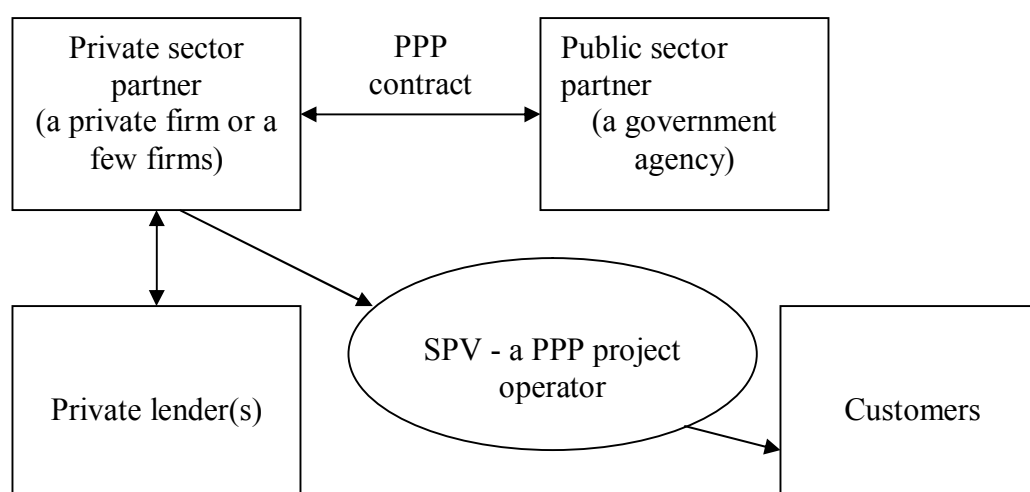 Private sector
partner
(a private firm or a
few firms)
PPP
contract
Public sector
partner
(a government
agency)
SPV - a PPP project
operator
Private lender(s)
Customers